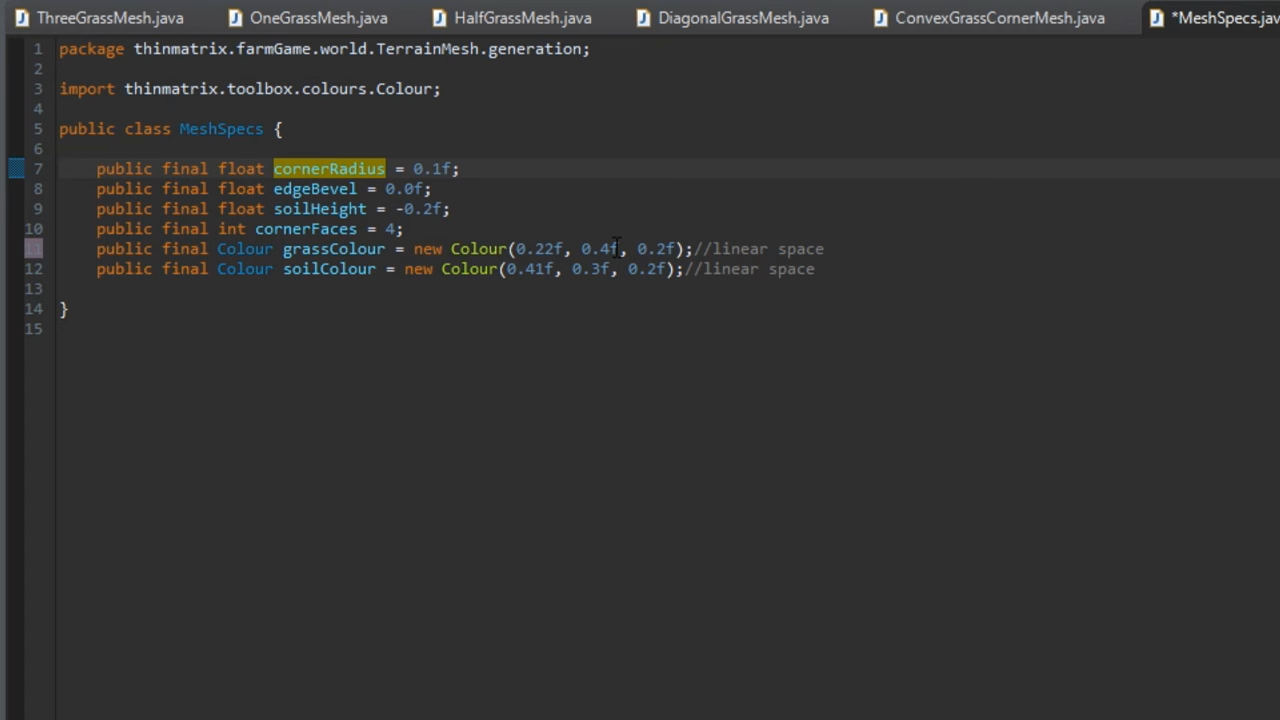 ThreeGrassMesh.java OneGrassMesh.java HalfGrassMesh.java DiagonalGrassMesh.java ConvexGrassCornerMesh.java *MeshSpecs.jav
1 package thinmatrix.farmGame.world.TerrainMesh.generation;
2
3 import thinmatrix.toolbox.colours.Colour;
4
5 public class MeshSpecs {
6
7 public final float cornerRadius = 0.1f;
8 public final float edgeBevel = 0.0f;
9 public final float soilHeight = -0.2f;
10 public final int cornerFaces = 4;
11 public final Colour grassColour = new Colour(0.22f, 0.4f, 0.2f);//linear space
12 public final Colour soilColour = new Colour(0.41f, 0.3f, 0.2f);//linear space
13
14 }
15